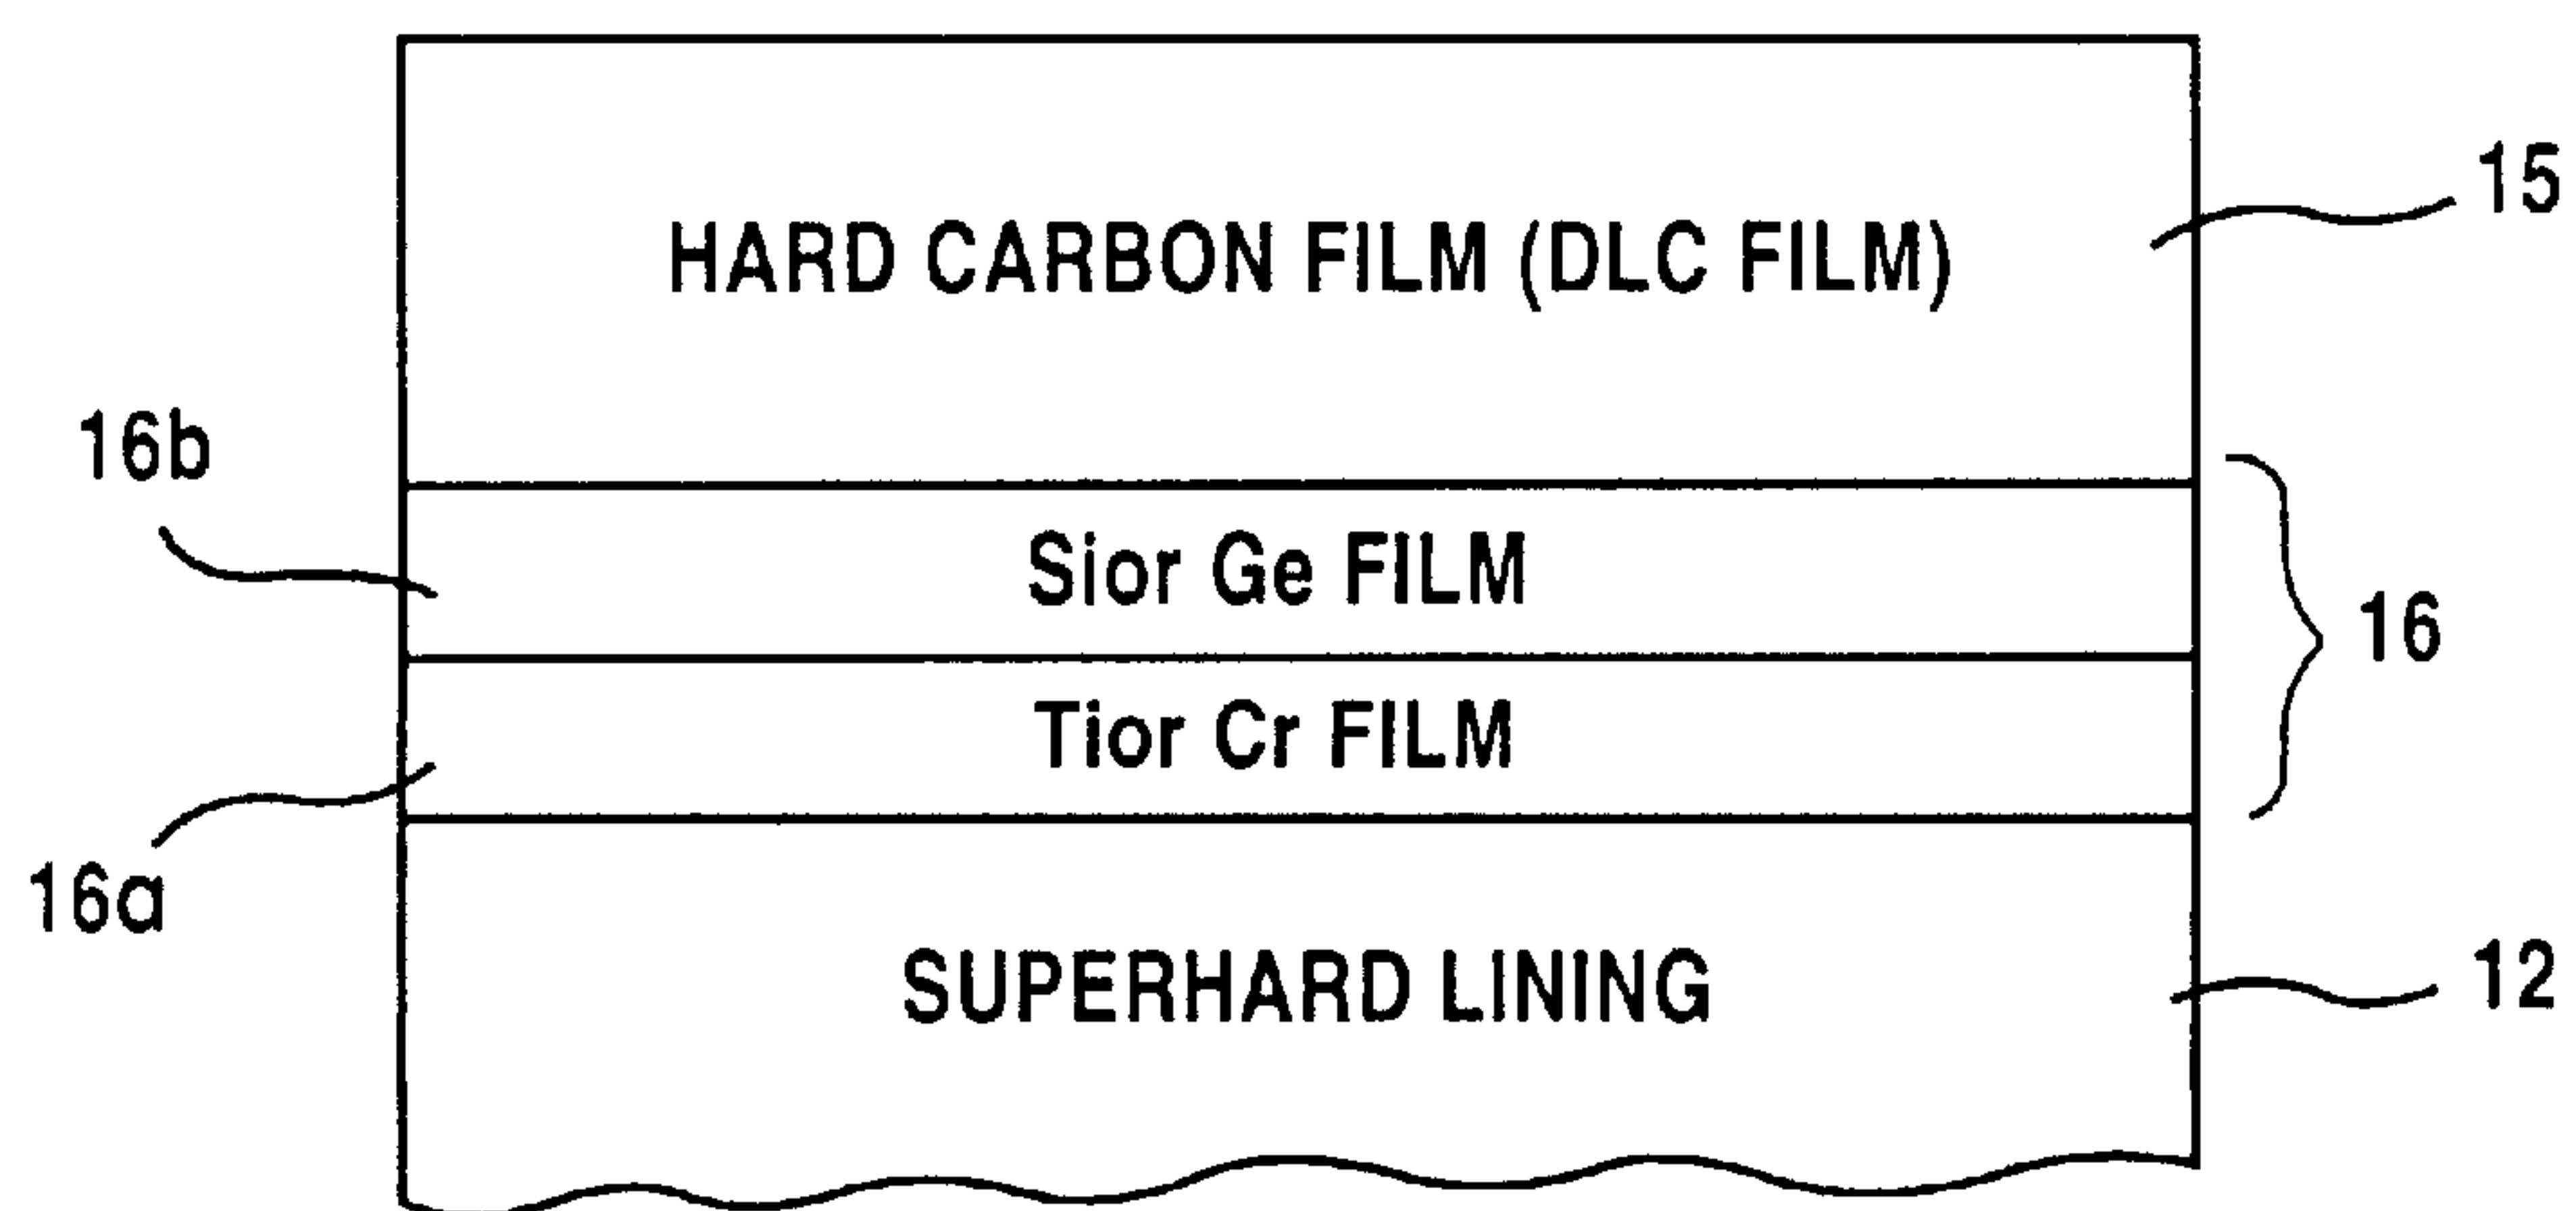 HARD CARBON FILM (DLC FILM)
15
16b
Sior Ge FILM
16
Tior Cr FILM
16a
SUPERHARD LINING
12